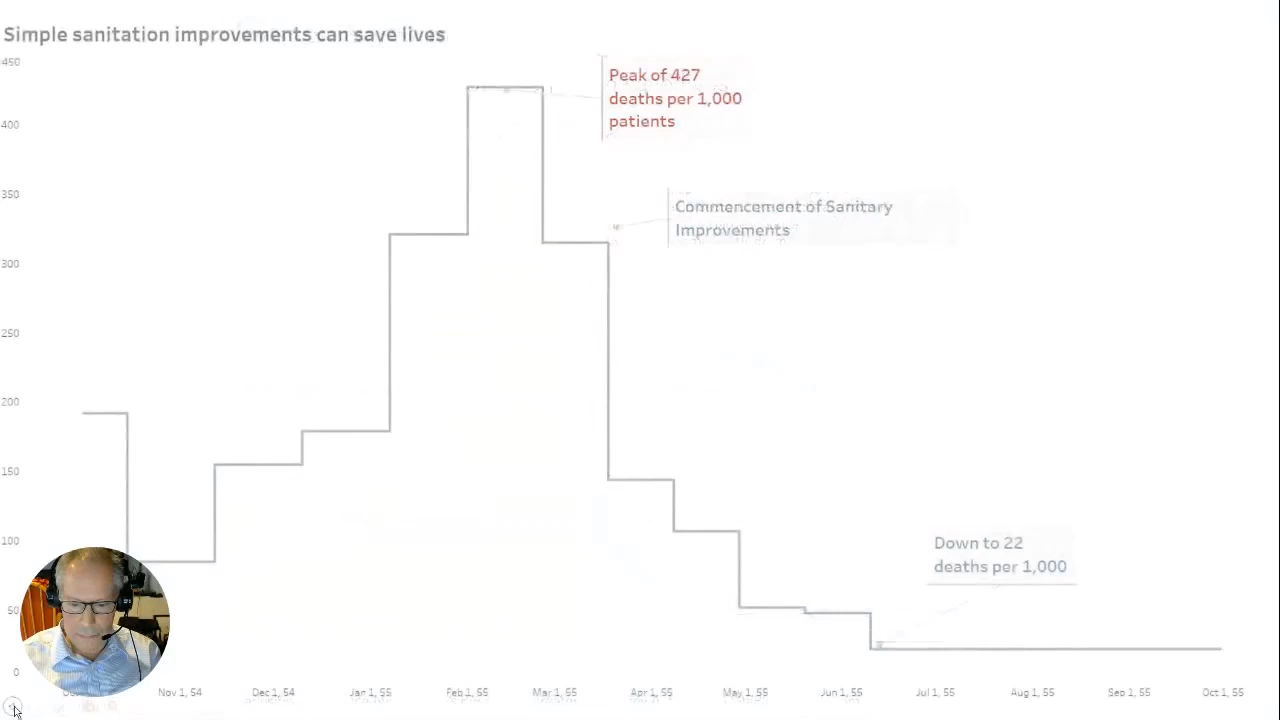 Simple sanitation improvements can save lives
450
Peak of 427
deaths per 1,000
patients
400
350
Commencement of Sanitary
Improvements
300
250
200
150
100
Down to 22
deaths per 1,000
50
0
Nov 1, 54 Dec 1, 54 Jan 1, 55 Feb 1, 55 Mar 1, 55 Apr 1, 55 May 1, 55 Jun 1, 55 Jul 1, 55 Aug 1, 55 Sep 1, 55 Oct 1, 55